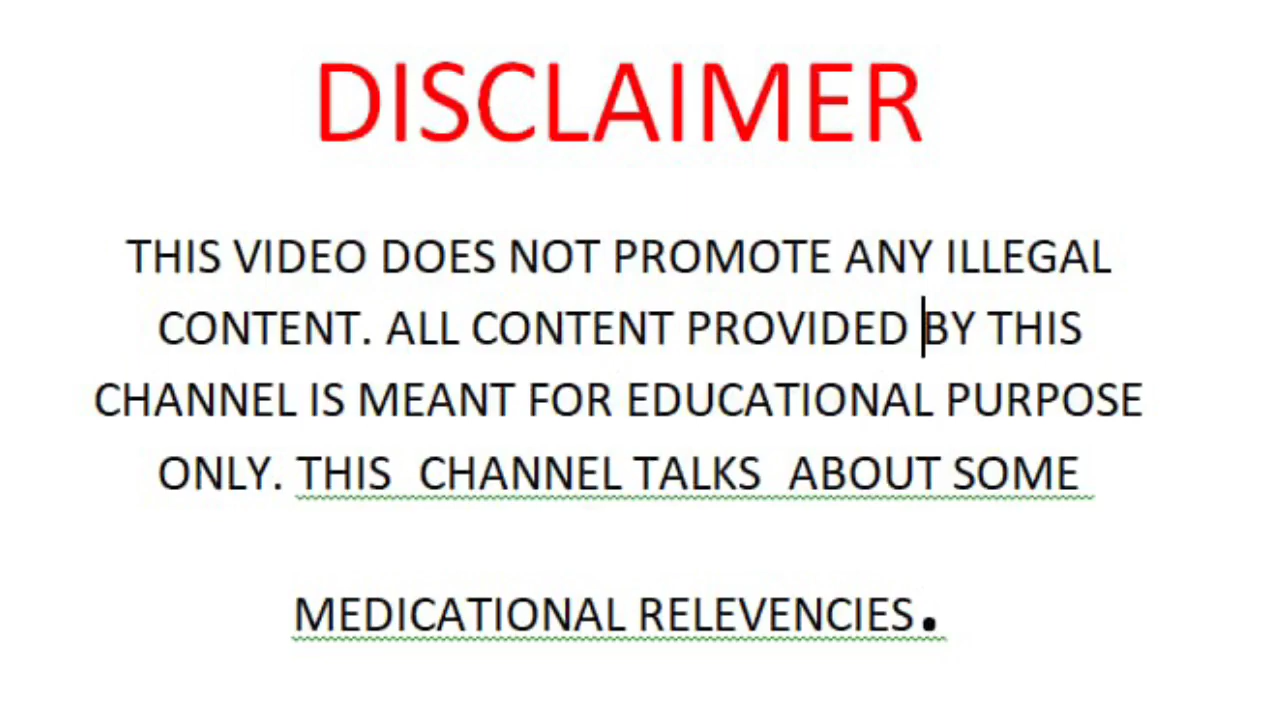 DISCLAIMER
THIS VIDEO DOES NOT PROMOTE ANY ILLEGAL
CONTENT. ALL CONTENT PROVIDED BY THIS
CHANNEL IS MEANT FOR EDUCATIONAL PURPOSE
ONLY. THIS  CHANNEL TALKS  ABOUT SOME
MEDICATIONAL RELEVENCIES.